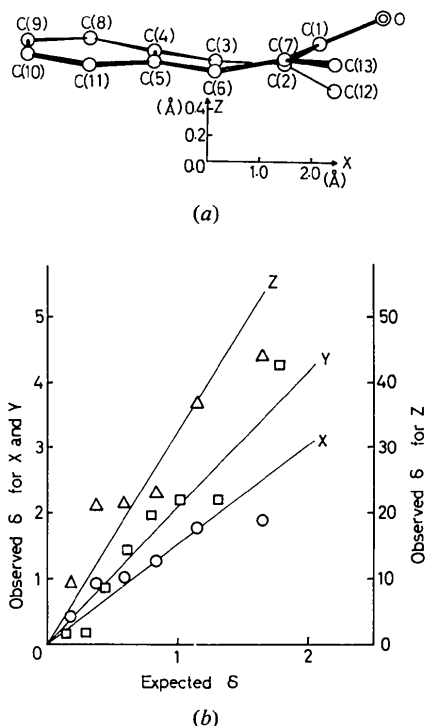 C(9) C(8) C(4) C(3) C(7) C(1) O
C(10) C(11) C(5) C(6) C(2) C(13)
C(12)
(Å) 0.4 Z
0.2
0.0
1.0 2.0 X
(Å)
(a)
Z
Y
X
5
4
3
2
1
0
50
40
30
20
10
0
1 2
Observed δ for X and Y
Observed δ for Z
Expected δ
(b)